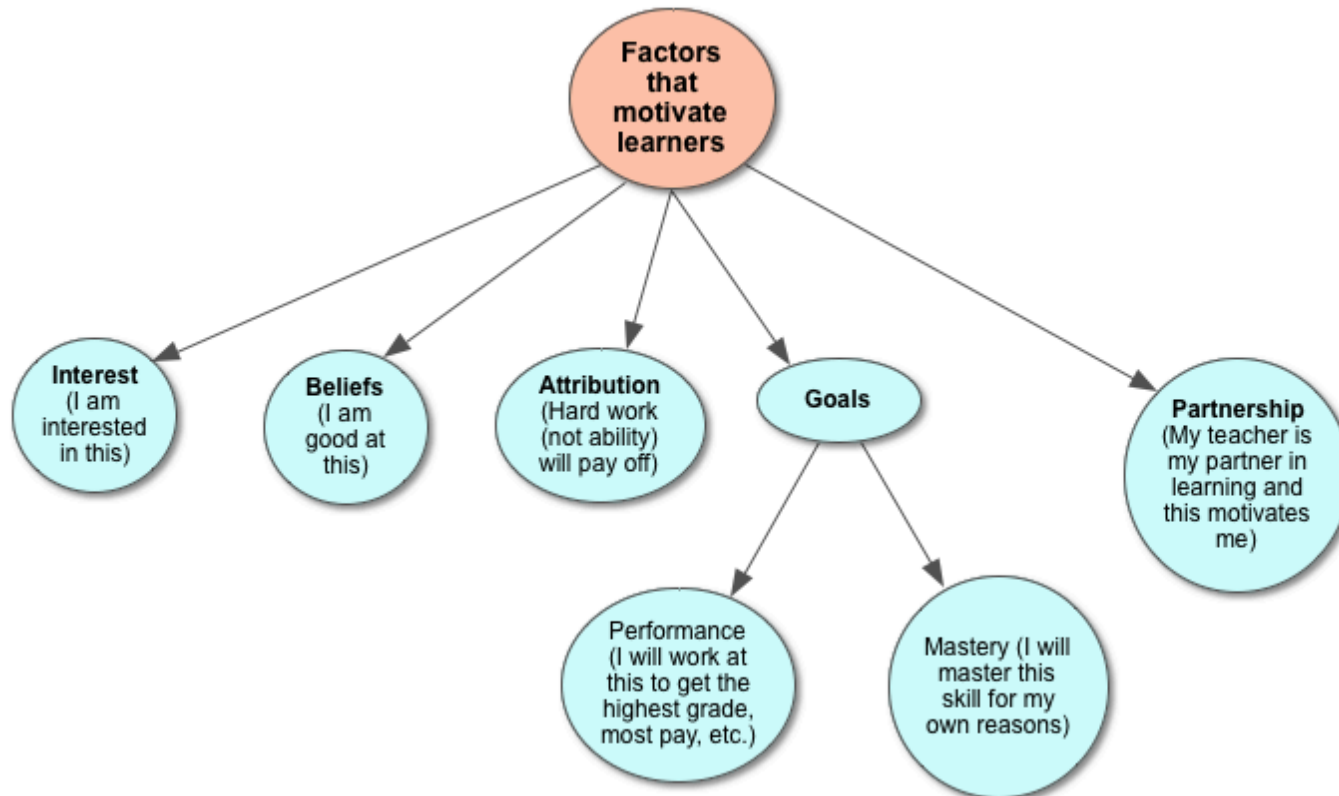 Factors
that
motivate
learners
Interest
(I am
interested
in this)
Beliefs
(I am
good at
this)
Attribution
(Hard work
(not ability)
will pay off)
Goals
Partnership
(My teacher is
my partner in
learning and
this motivates
me)
Performance
(I will work at
this to get the
highest grade,
most pay, etc.)
Mastery (I will
master this
skill for my
own reasons)